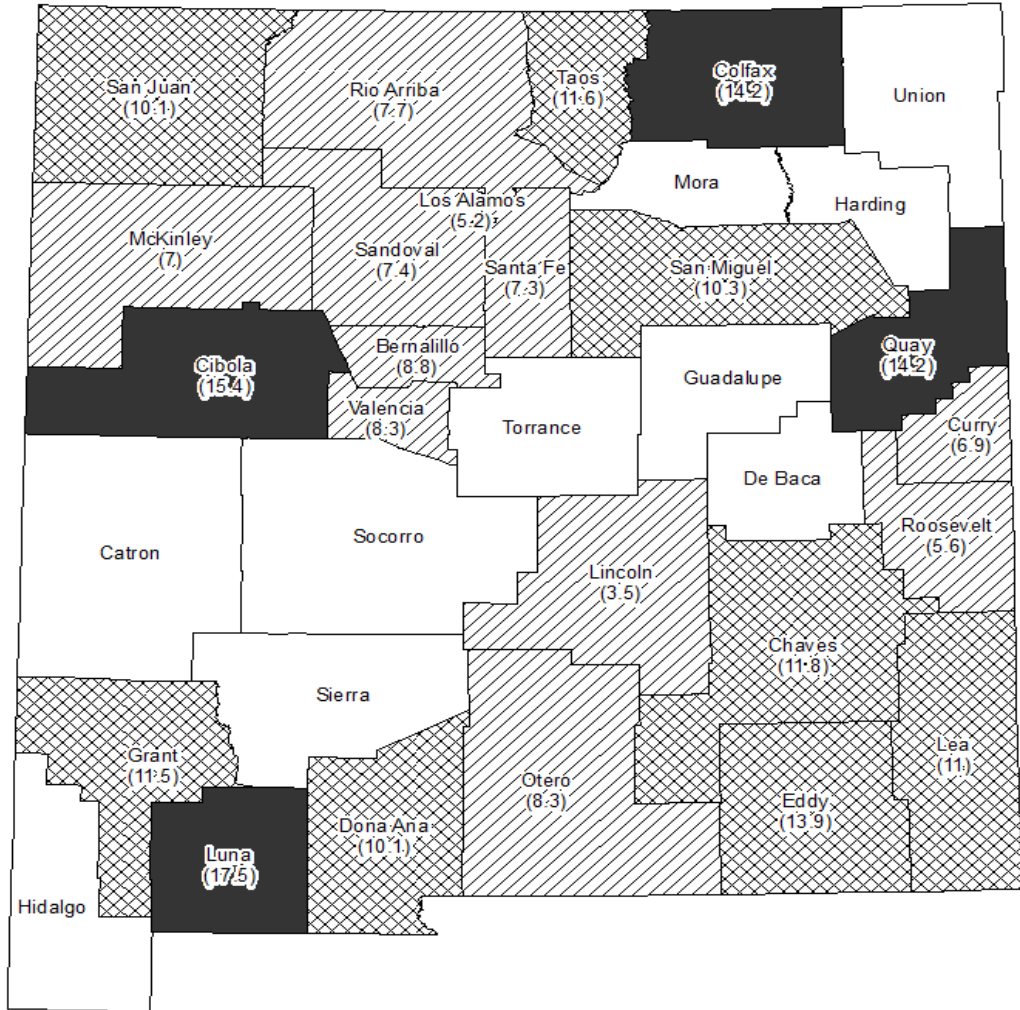 San Juan
(10.1)
Rio Arriba
(7.7)
Taos
(11.6)
Colfax
(14.2)
Union
Mora
Harding
Los Alamos
(5.2)
McKinley
(7)
Sandoval
(7.4)
Santa Fe
(7.3)
San Miguel
(10.3)
Cibola
(15.4)
Bernalillo
(8.8)
Quay
(14.2)
Guadalupe
Valencia
(8.3)
Torrance
Curry
(6.9)
De Baca
Catron
Socorro
Roosevelt
(5.6)
Lincoln
(3.5)
Chaves
(11.8)
Sierra
Grant
(11.5)
Lea
(11)
Otero
(8.3)
Eddy
(13.9)
Dona Ana
(10.1)
Luna
(17.5)
Hidalgo